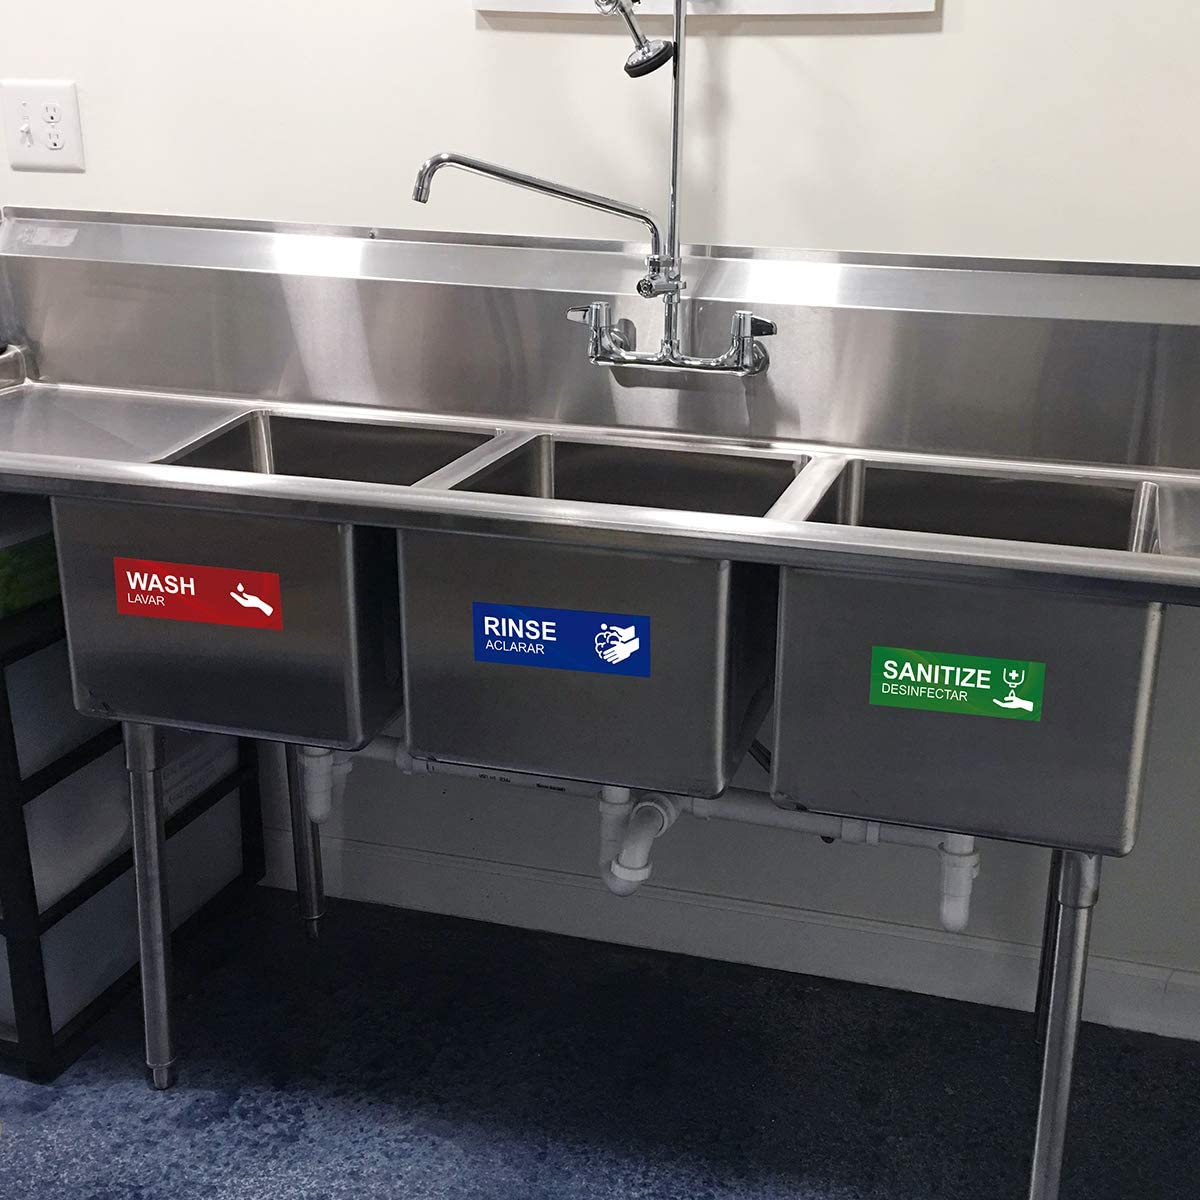 WASH
LAVAR
RINSE
ACLARAR
SANITIZE
DESINFECTAR